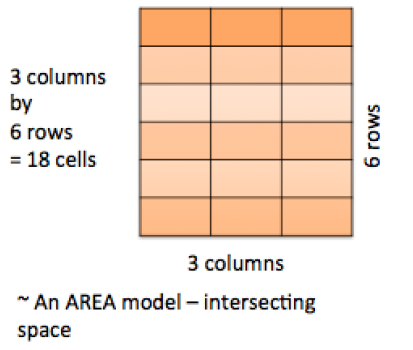 3 columns
by
6 rows
= 18 cells
6 rows
3 columns
~ An AREA model – intersecting
space